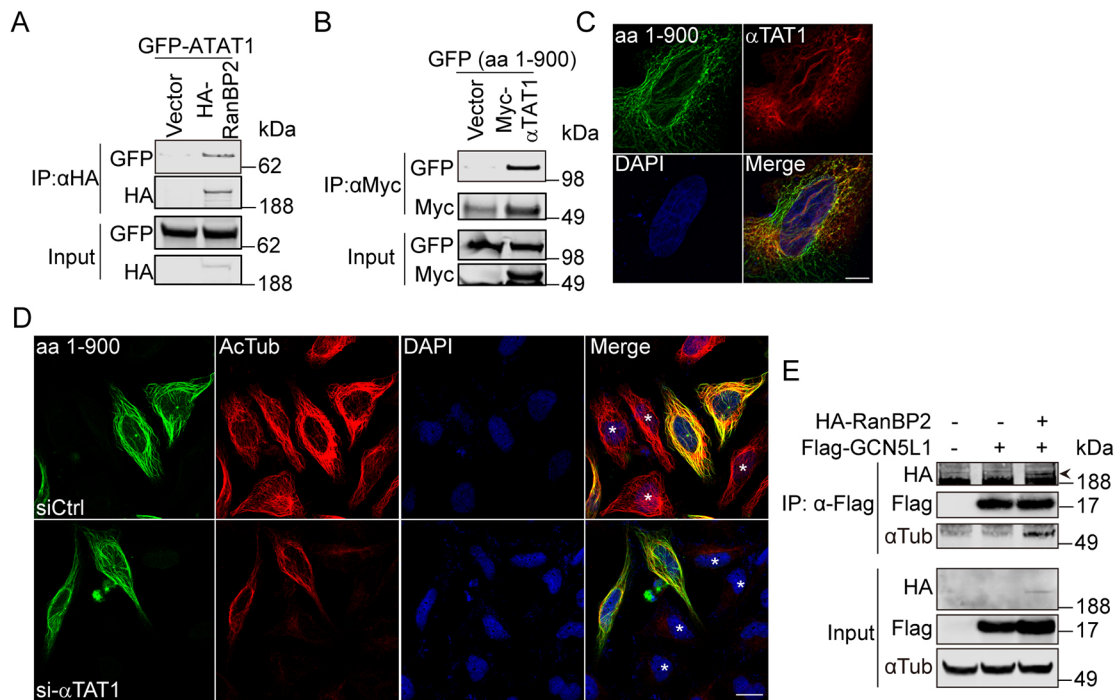 A
GFP-ATAT1
Vector
HA-
RanBP2
kDa
IP:αHA
GFP
62
HA
188
Input
GFP
62
HA
188
B
GFP (aa 1-900)
Vector
Myc-
αTAT1
kDa
IP:αMyc
GFP
98
Myc
49
Input
GFP
98
Myc
49
C
aa 1-900
αTAT1
DAPI
Merge
D
aa 1-900
AcTub
DAPI
Merge
* * * *
siCtrl
* * * *
si-αTAT1
E
HA-RanBP2 - - +
Flag-GCN5L1 - + + kDa
IP: α-Flag
HA
188
Flag
17
αTub
49
Input
HA
188
Flag
17
αTub
49